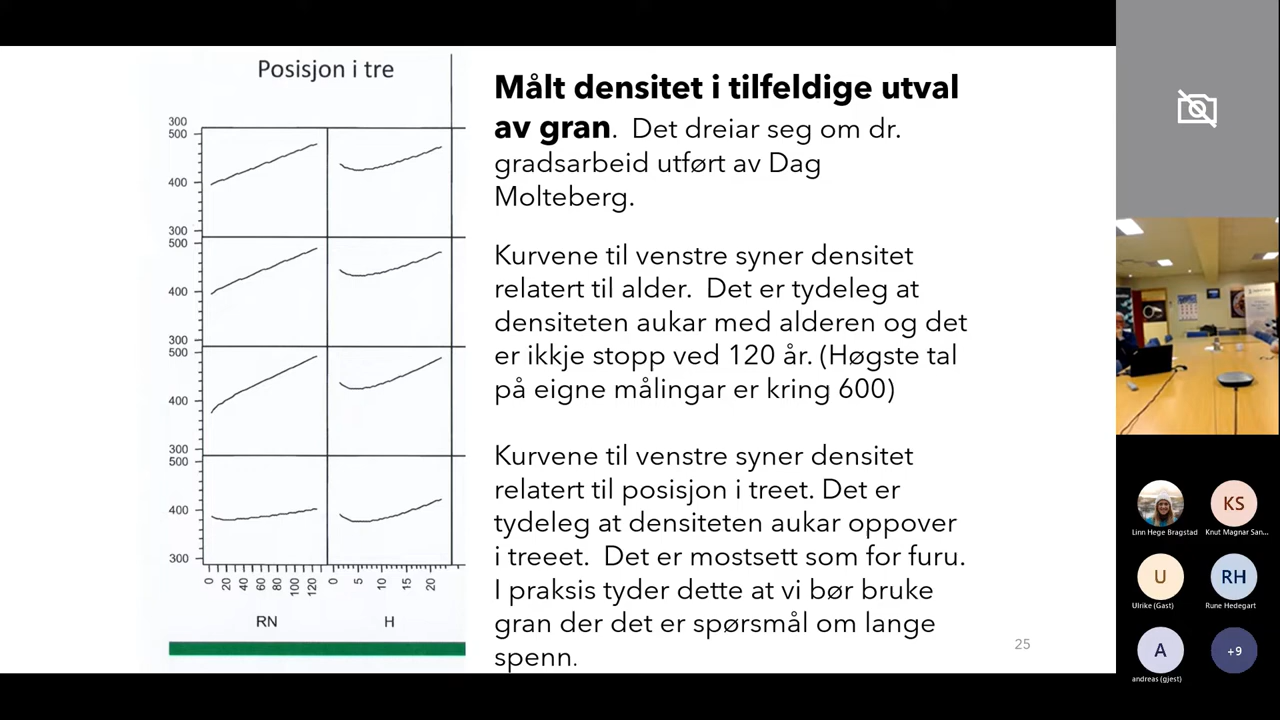 Posisjon i tre
300
500
400
300
500
400
300
500
400
300
500
400
300
0 20 40 60 80 100 120 0 5 10 15 20
RN H
Målt densitet i tilfeldige utval
av gran. Det dreiar seg om dr.
gradsarbeid utført av Dag
Molteberg.
Kurvene til venstre syner densitet
relatert til alder. Det er tydeleg at
densiteten aukar med alderen og det
er ikkje stopp ved 120 år. (Høgste tal
på eigne målingar er kring 600)
Kurvene til venstre syner densitet
relatert til posisjon i treet. Det er
tydeleg at densiteten aukar oppover
i treeet. Det er mostsett som for furu.
I praksis tyder dette at vi bør bruke
gran der det er spørsmål om lange
spenn.
25
KS
Linn Hege Bragstad Knut Magnar San...
U RH
Ulrike (Gast) Rune Hedegart
A +9
andreas (gjest)